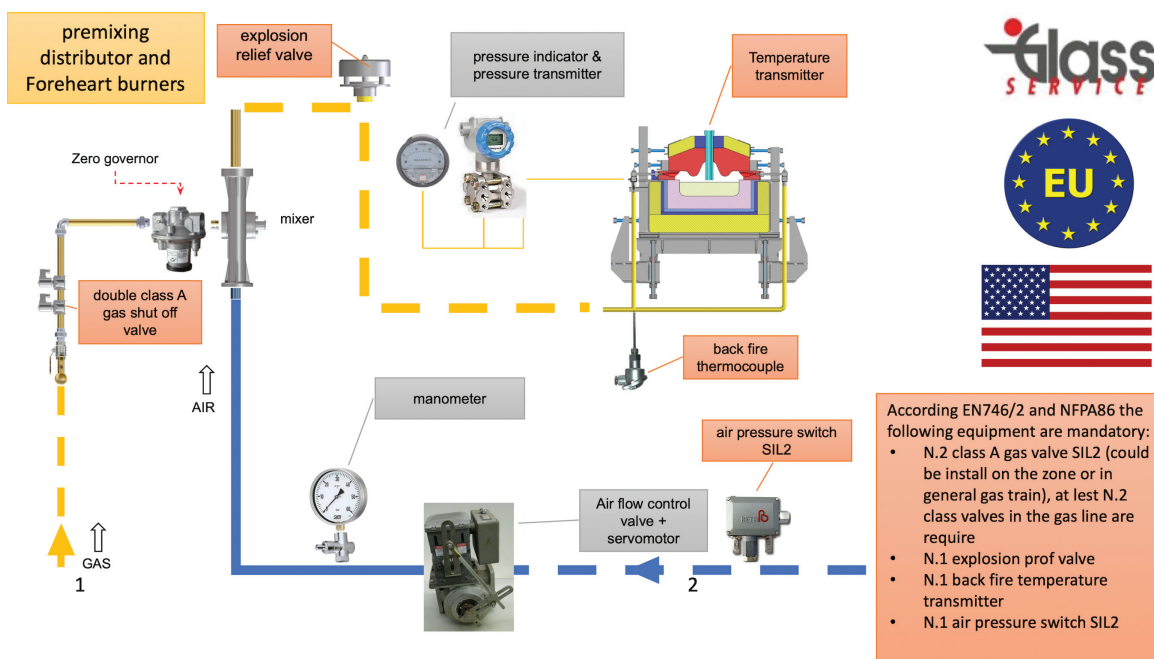 premixing
distributor and
Foreheart burners
explosion
relief valve
pressure indicator &
pressure transmitter
Temperature
transmitter
Glass
SERVICE
EU
Zero governor
mixer
double class A
gas shut off
valve
AIR
GAS
1
manometer
back fire
thermocouple
air pressure switch
SIL2
Air flow control
valve +
servomotor
2
According EN746/2 and NFPA86 the
following equipment are mandatory:
• N.2 class A gas valve SIL2 (could
be install on the zone or in
general gas train), at lest N.2
class valves in the gas line are
require
• N.1 explosion prof valve
• N.1 back fire temperature
transmitter
• N.1 air pressure switch SIL2